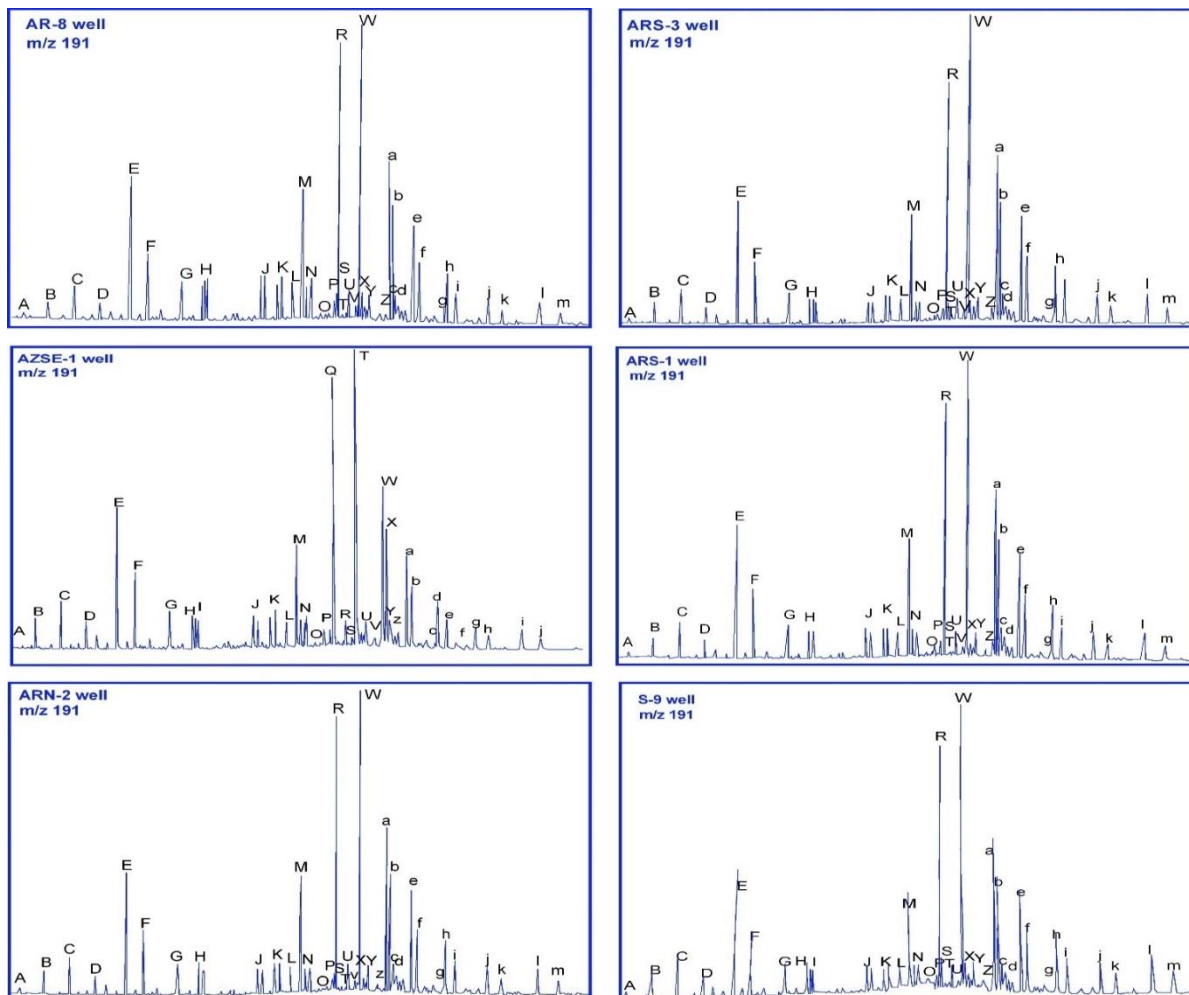 AR-8 well
m/z 191
A B C D E F G H J K L M N O P R S T U V W X Y Z a b c d e f g h i j k l m
ARS-3 well
m/z 191
A B C D E F G H J K L M N O P R S T U V W X Y Z a b c d e f g h j k l m
AZSE-1 well
m/z 191
A B C D E F G H I J K L M N O P Q R S T U V W X Y z a b c d e f g h i j
ARS-1 well
m/z 191
A B C D E F G H J K L M N O P R S T U V W X Y Z a b c d e f g h i j k l m
ARN-2 well
m/z 191
A B C D E F G H J K L M N O P R S T U v W X Y z a b c d e f g h i j k l m
S-9 well
m/z 191
A B C D E F G H I J K L M N O P R S T U W X Y Z a b c d e f g h i j k l m